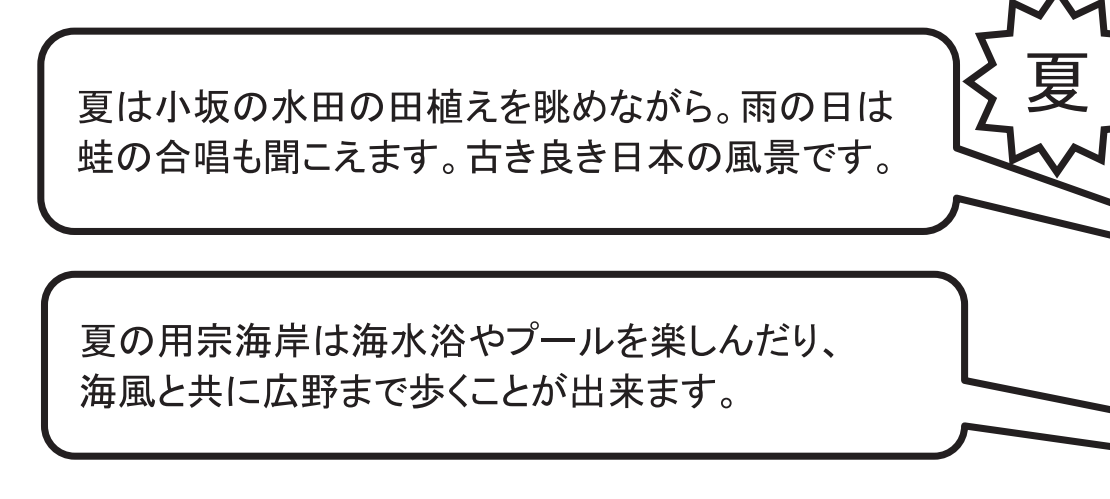 夏は小坂の水田の田植えを眺めながら。雨の日は
蛙の合唱も聞こえます。古き良き日本の風景です。
夏
夏の用宗海岸は海水浴やプールを楽しんだり、
海風と共に広野まで歩くことが出来ます。